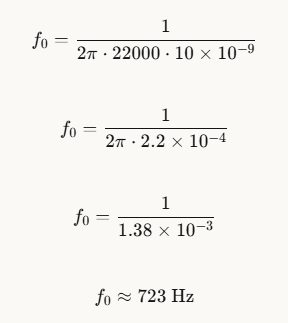 f₀ = 1 / (2π · 22000 · 10 × 10⁻⁹)
f₀ = 1 / (2π · 2.2 × 10⁻⁴)
f₀ = 1 / (1.38 × 10⁻³)
f₀ ≈ 723 Hz